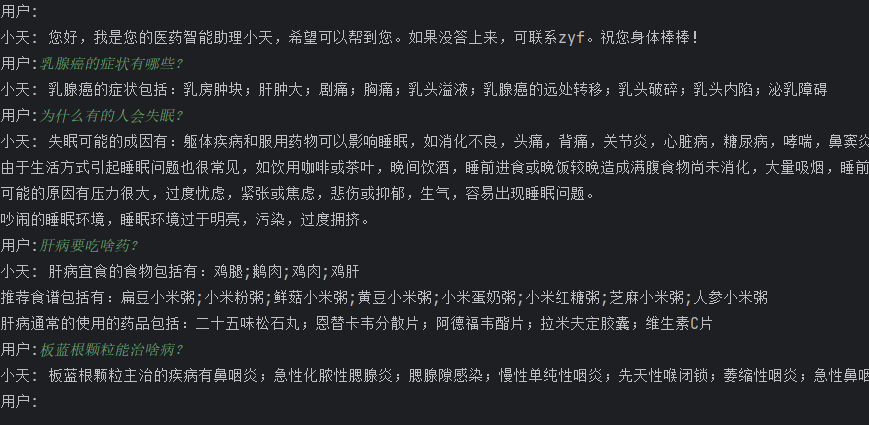 用户:
小天: 您好，我是您的医药智能助理小天，希望可以帮到您。如果没答上来，可联系zyf。祝您身体棒棒!
用户:乳腺癌的症状有哪些?
小天: 乳腺癌的症状包括：乳房肿块；肝肿大；剧痛；胸痛；乳头溢液；乳腺癌的远处转移；乳头破碎；乳头内陷；泌乳障碍
用户:为什么有的人会失眠?
小天: 失眠可能的成因有：躯体疾病和服用药物可以影响睡眠，如消化不良，头痛，背痛，关节炎，心脏病，糖尿病，哮喘，鼻窦炎
由于生活方式引起睡眠问题也很常见，如饮用咖啡或茶叶，晚间饮酒，睡前进食或晚饭较晚造成满腹食物尚未消化，大量吸烟，睡前
可能的原因有压力很大，过度忧虑，紧张或焦虑，悲伤或抑郁，生气，容易出现睡眠问题。
吵闹的睡眠环境，睡眠环境过于明亮，污染，过度拥挤。
用户:肝病要吃啥药?
小天: 肝病宜食的食物包括有：鸡腿;鹅肉;鸡肉;鸡肝
推荐食谱包括有：扁豆小米粥;小米粉粥;鲜菇小米粥;黄豆小米粥;小米蛋奶粥;小米红糖粥;芝麻小米粥;人参小米粥
肝病通常的使用的药品包括：二十五味松石丸；恩替卡韦分散片；阿德福韦酯片；拉米夫定胶囊；维生素C片
用户:板蓝根颗粒能治啥病?
小天: 板蓝根颗粒主治的疾病有鼻咽炎；急性化脓性腮腺炎；腮腺隙感染；慢性单纯性咽炎；先天性喉闭锁；萎缩性咽炎；急性鼻咽
用户: